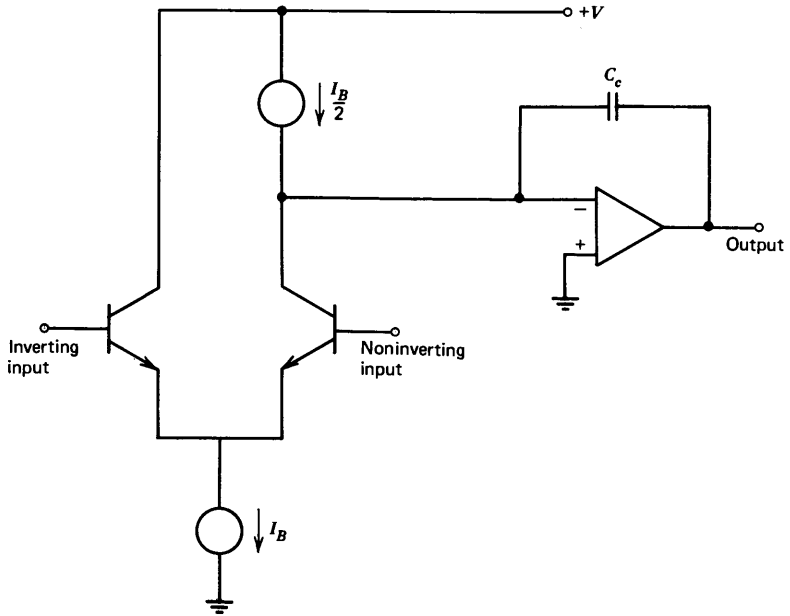 +V
I_B
2
C_c
−
+
Output
Inverting
input
Noninverting
input
I_B